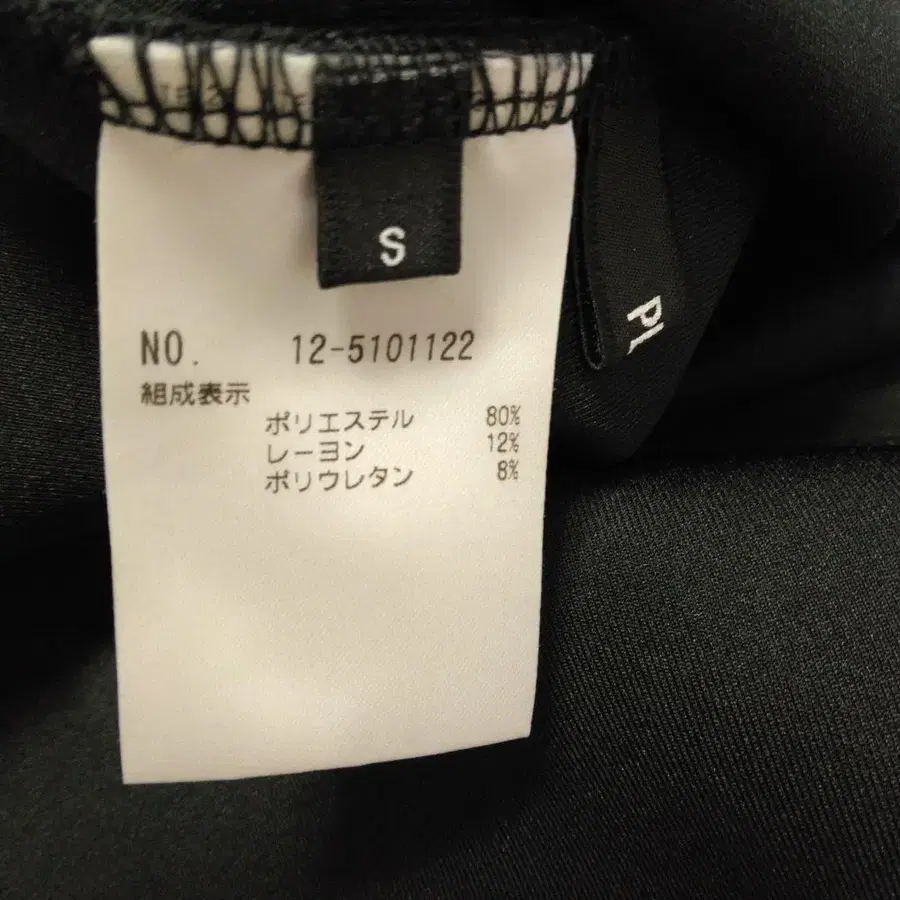 S
PL
NO. 12-5101122
組成表示
ポリエステル 80%
レーヨン 12%
ポリウレタン 8%